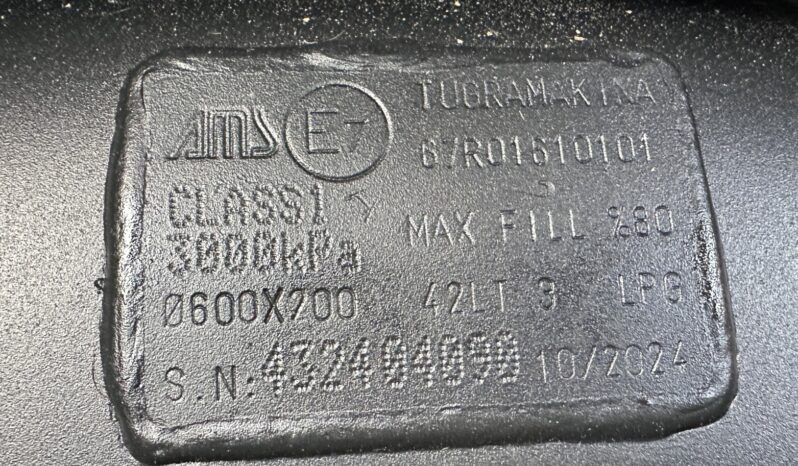 AMS E7 TUGRAMAKINA
67R01610101
CLASS1
MAX FILL %80
3000kPa
Ø600X200 42LT 3 LPG
S.N:432404090 10/2024